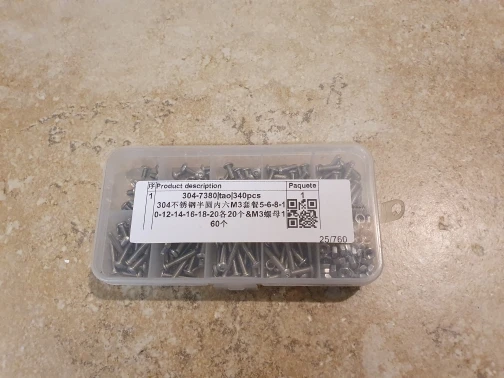 序 Product description Paquete
1 304-7380|tao|340pcs 1
304不锈钢半圆内六M3套餐5-6-8-1
0-12-14-16-18-20各20个&M3螺母1
60个
25/760